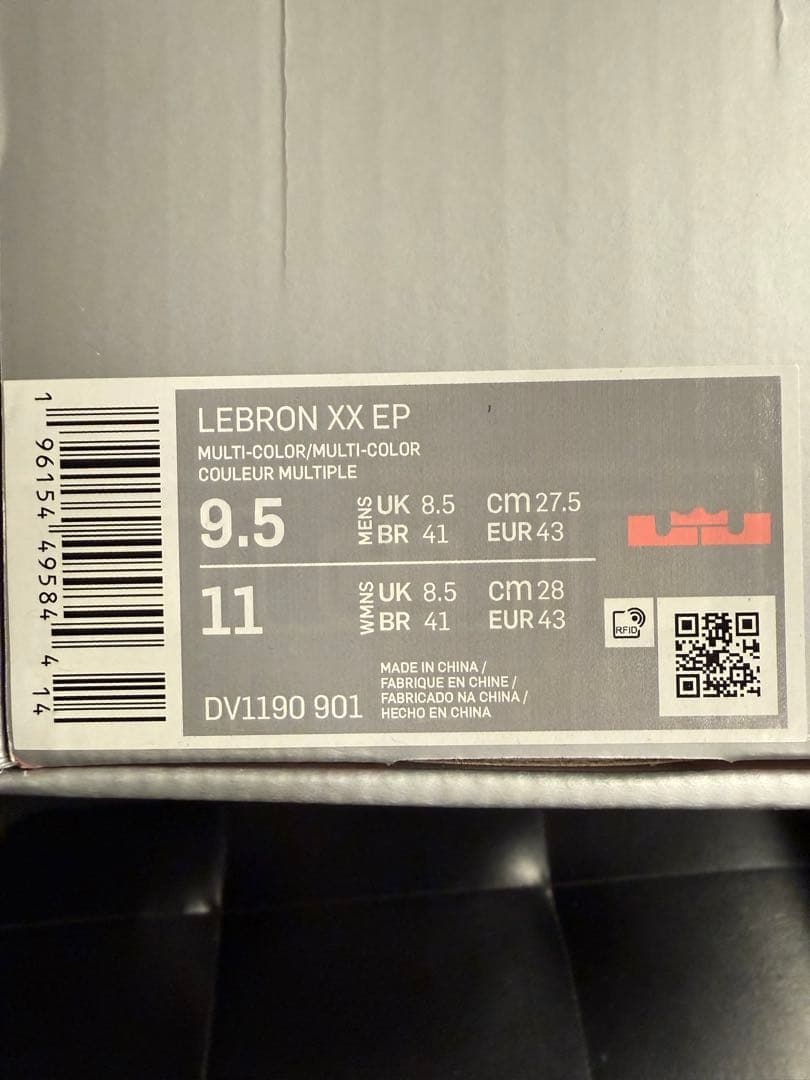 LEBRON XX EP
MULTI-COLOR/MULTI-COLOR
COULEUR MULTIPLE
9.5 MENS UK 8.5 cm 27.5
BR 41 EUR 43
11 WMNS UK 8.5 cm 28
BR 41 EUR 43
RFID
MADE IN CHINA /
FABRIQUE EN CHINE /
FABRICADO NA CHINA /
HECHO EN CHINA
DV1190 901
1 96154 49584 4 14